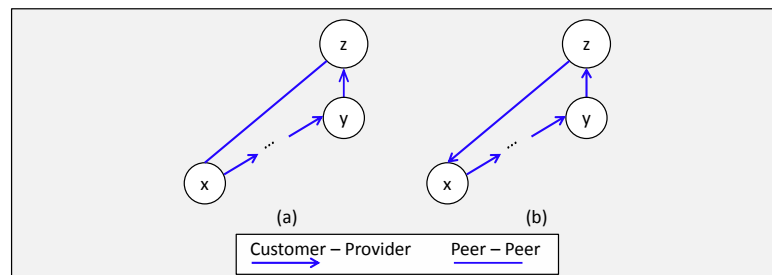 z z
y y
... ...
x x
(a) (b)
Customer – Provider Peer – Peer